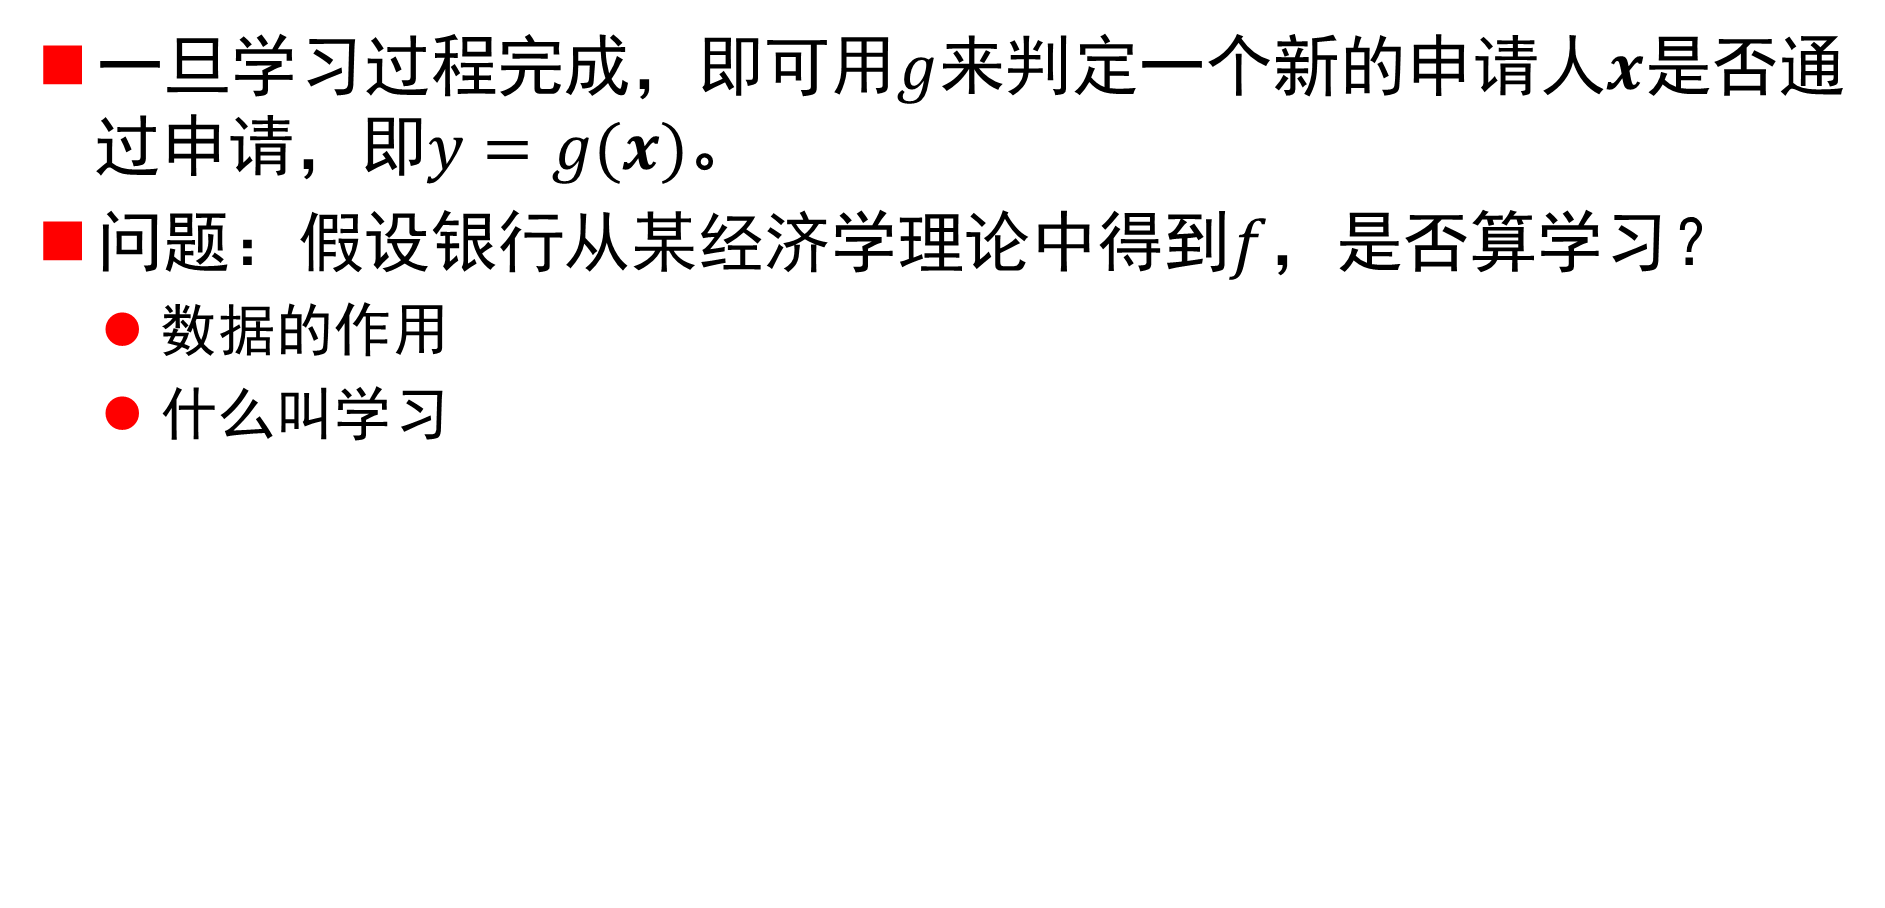 一旦学习过程完成，即可用g来判定一个新的申请人x是否通
过申请，即y = g(x)。
问题：假设银行从某经济学理论中得到f，是否算学习？
数据的作用
什么叫学习